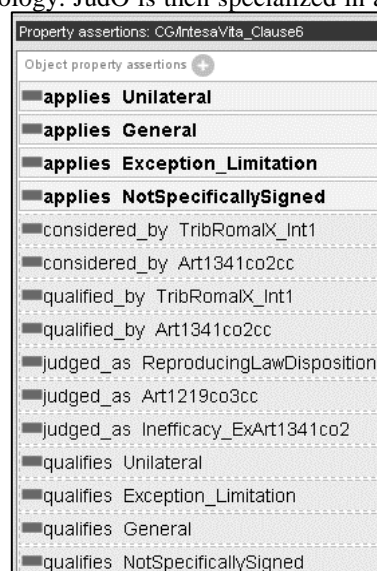 ology. JudO is then specialized in a
Property assertions: CG/IntesaVita_Clause6
Object property assertions
applies Unilateral
applies General
applies Exception_Limitation
applies NotSpecificallySigned
considered_by TribRomaIX_Int1
considered_by Art1341co2cc
qualified_by TribRomaIX_Int1
qualified_by Art1341co2cc
judged_as ReproducingLawDisposition
judged_as Art1219co3cc
judged_as Inefficacy_ExArt1341co2
qualifies Unilateral
qualifies Exception_Limitation
qualifies General
qualifies NotSpecificallySigned